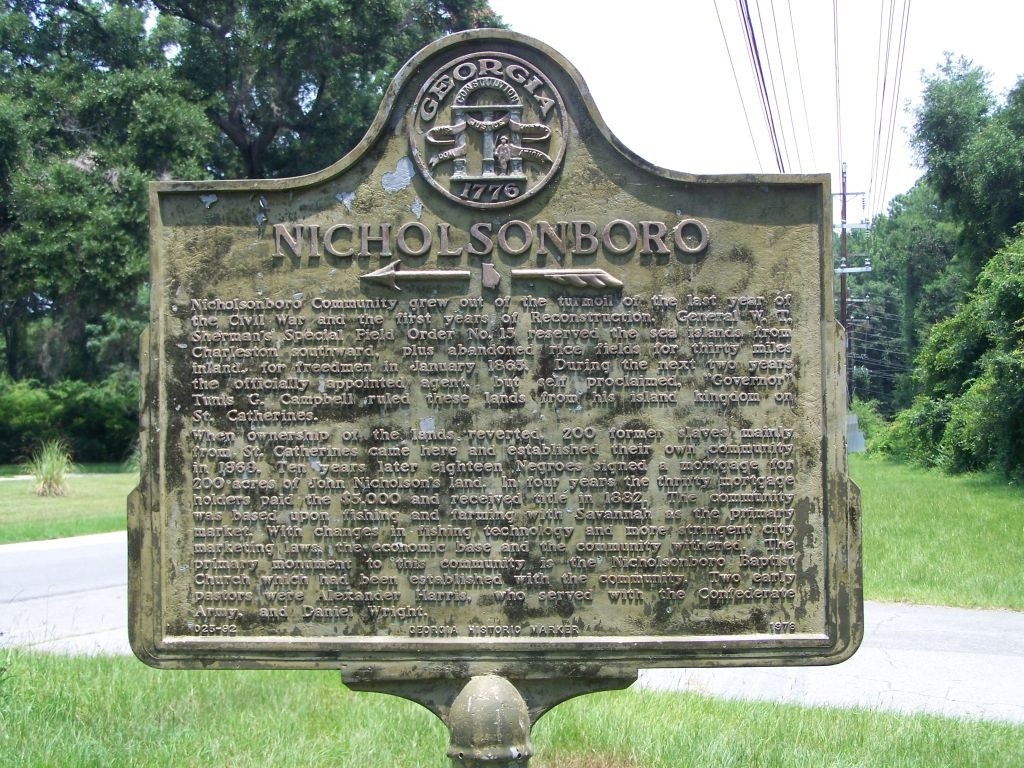 GEORGIA
CONSTITUTION
JUSTICE
1776
NICHOLSONBORO
Nicholsonboro Community grew out of the turmoil of the last year of
the Civil War and the first years of Reconstruction. General W. T.
Sherman's Special Field Order No. 15 reserved the sea islands from
Charleston southward, plus abandoned rice fields for thirty miles
inland, for freedmen in January 1865. During the next two years
the officially appointed agent, but self proclaimed, "Governor",
Tunis G. Campbell ruled these lands from his island kingdom on
St. Catherines.
When ownership of the lands reverted, 200 former slaves mainly
from St. Catherines came here and established their own community
in 1868. Ten years later eighteen Negroes signed a mortgage for
200 acres of John Nicholson's land. In four years the thrifty mortgage
holders paid the $5,000 and received title in 1882. The community
was based upon fishing and farming with Savannah as the primary
market. With changes in fishing technology and more stringent city
marketing laws, the economic base and the community withered. The
primary monument to this community is the Nicholsonboro Baptist
Church which had been established with the community. Two early
pastors were Alexander Harris, who served with the Confederate
Army, and Daniel Wright.
025-92 GEORGIA HISTORIC MARKER 1978